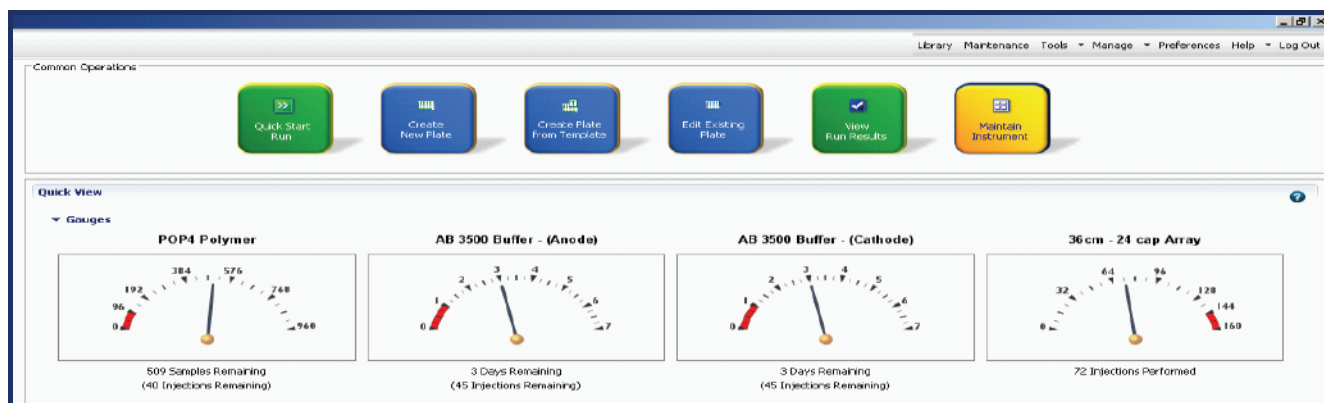 Library Maintenance Tools Manage Preferences Help Log Out
Common Operations
Quick Start
Run
Create
New Plate
Create Plate
from Template
Edit Existing
Plate
View
Run Results
Maintain
Instrument
Quick View
Gauges
POP4 Polymer
0 96 192 384 576 768 960
509 Samples Remaining
(40 Injections Remaining)
AB 3500 Buffer - (Anode)
0 1 2 3 4 5 6 7
3 Days Remaining
(45 Injections Remaining)
AB 3500 Buffer - (Cathode)
0 1 2 3 4 5 6 7
3 Days Remaining
(45 Injections Remaining)
36cm - 24 cap Array
0 32 64 96 128 144 160
72 Injections Performed